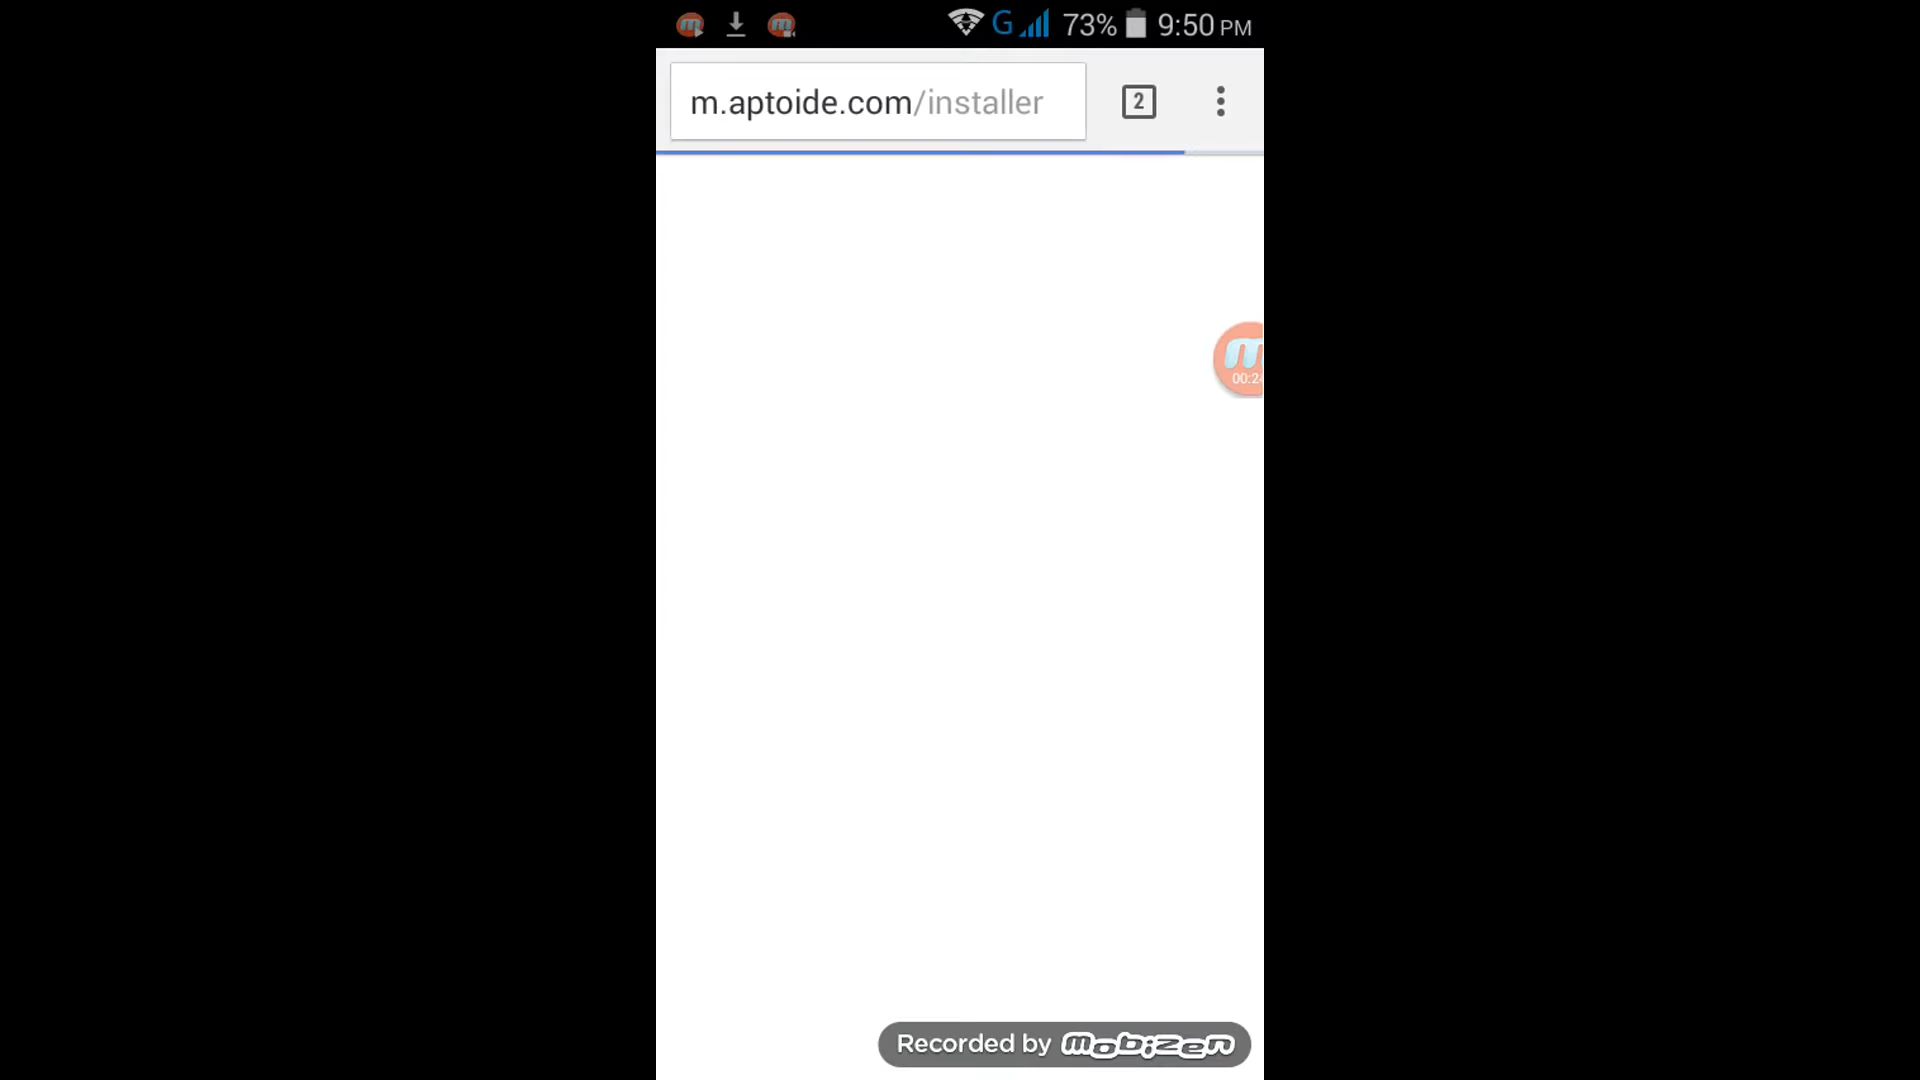 G 73% 9:50 PM
m.aptoide.com/installer
2
m
Recorded by mobizen